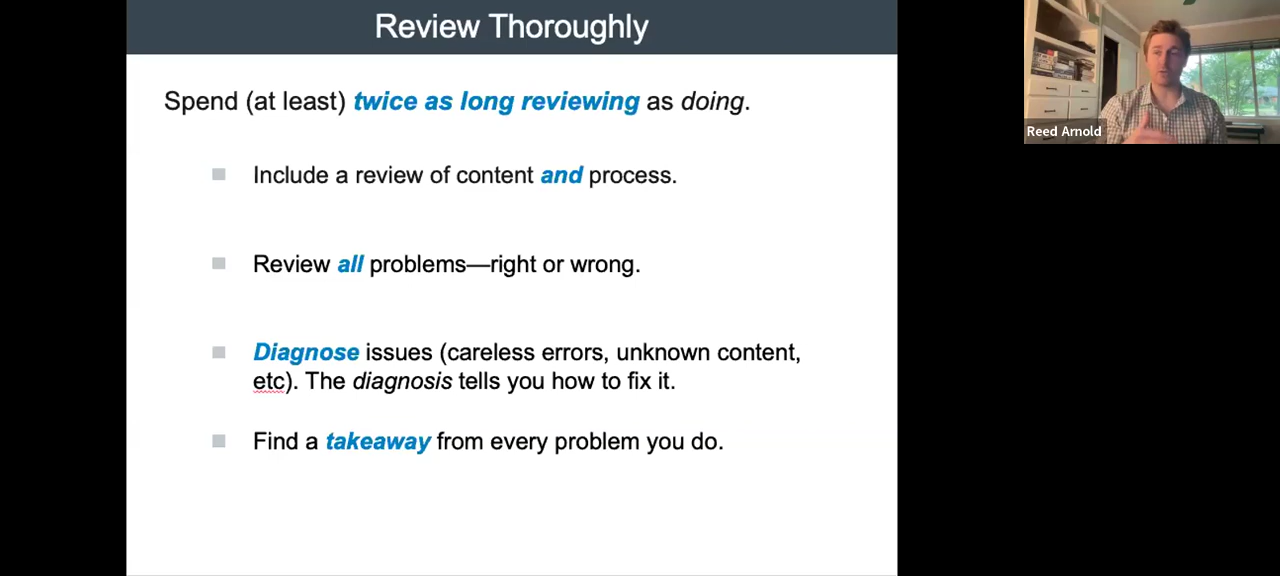 Review Thoroughly
Spend (at least) twice as long reviewing as doing.
Include a review of content and process.
Review all problems—right or wrong.
Diagnose issues (careless errors, unknown content,
etc). The diagnosis tells you how to fix it.
Find a takeaway from every problem you do.
Reed Arnold